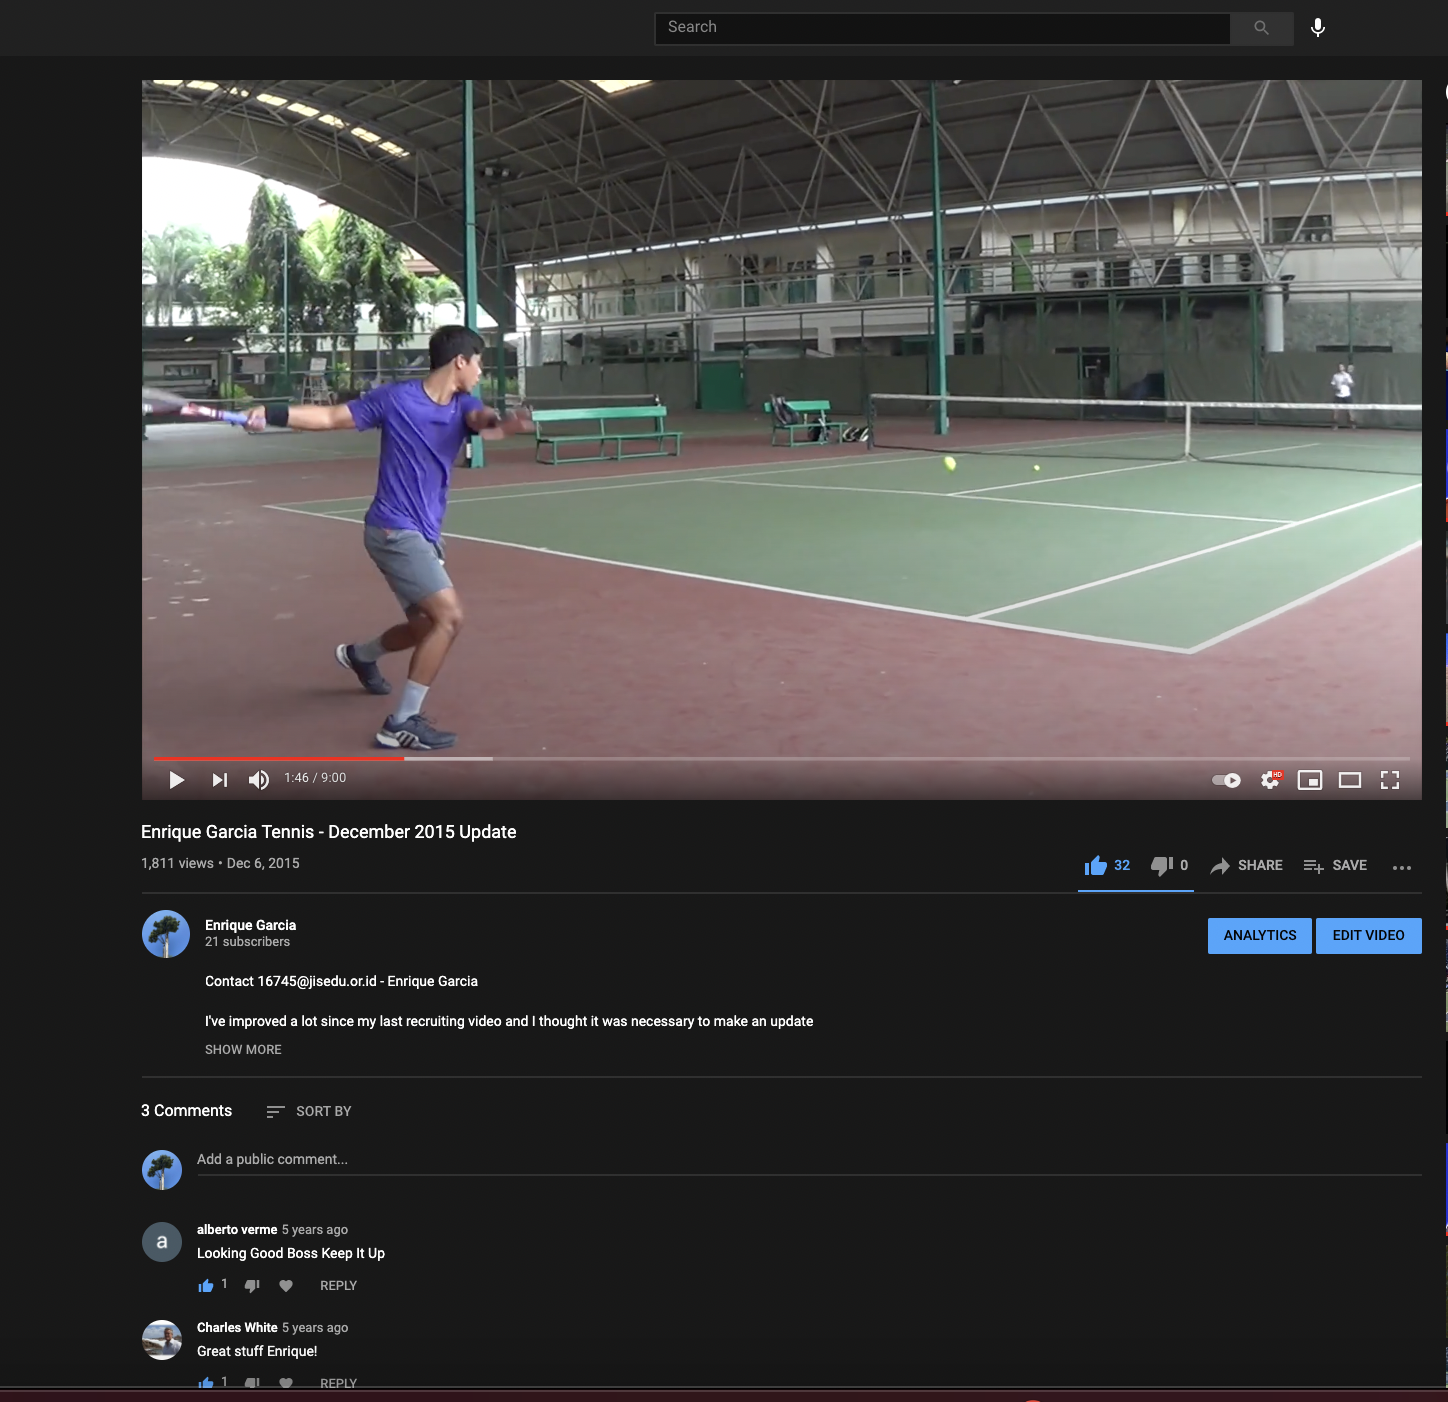 Search
1:46 / 9:00
HD
Enrique Garcia Tennis - December 2015 Update
1,811 views • Dec 6, 2015
32
0
SHARE
SAVE
Enrique Garcia
21 subscribers
ANALYTICS
EDIT VIDEO
Contact 16745@jisedu.or.id - Enrique Garcia
I've improved a lot since my last recruiting video and I thought it was necessary to make an update
SHOW MORE
3 Comments
SORT BY
Add a public comment...
a
alberto verme 5 years ago
Looking Good Boss Keep It Up
1
REPLY
Charles White 5 years ago
Great stuff Enrique!
1
REPLY